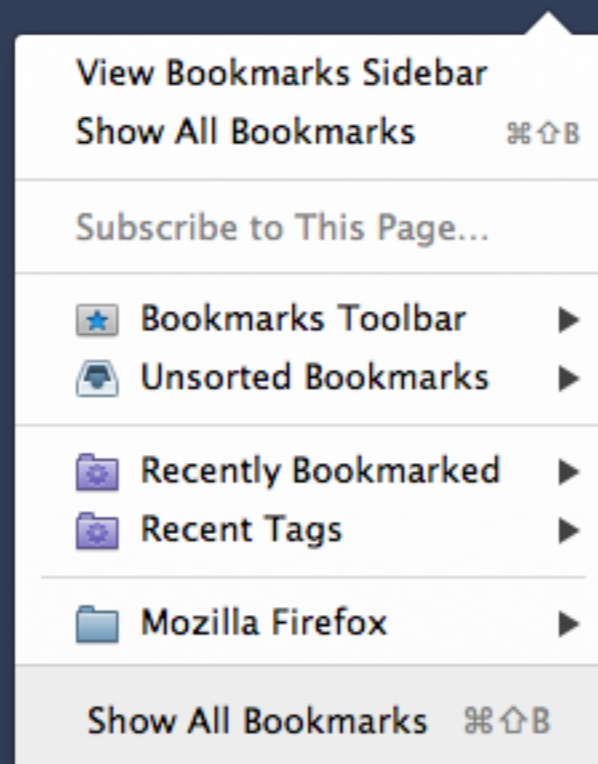 View Bookmarks Sidebar
Show All Bookmarks ⌘⇧B
Subscribe to This Page...
Bookmarks Toolbar
Unsorted Bookmarks
Recently Bookmarked
Recent Tags
Mozilla Firefox
Show All Bookmarks ⌘⇧B